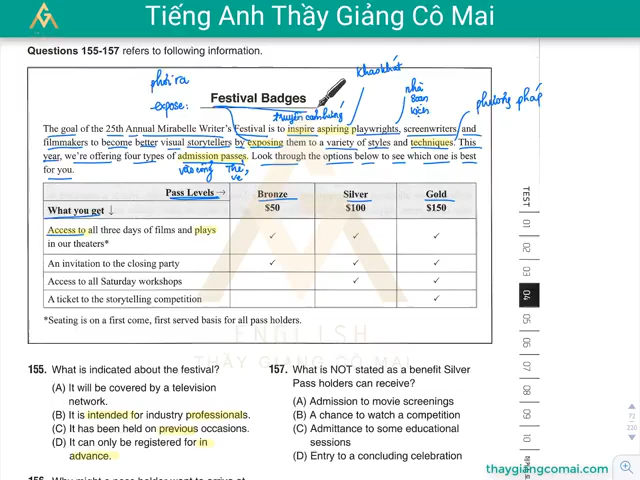 Tiếng Anh Thầy Giảng Cô Mai
Questions 155-157 refers to following information.
phơi ra
expose:
khao khát
nhà
soạn
kịch
phương pháp
Festival Badges
truyền cảm hứng
The goal of the 25th Annual Mirabelle Writer's Festival is to inspire aspiring playwrights, screenwriters, and
filmmakers to become better visual storytellers by exposing them to a variety of styles and techniques. This
year, we're offering four types of admission passes. Look through the options below to see which one is best
for you.
vào cổng
thẻ,
vé
Pass Levels → Bronze Silver Gold
What you get ↓ $50 $100 $150
Access to all three days of films and plays
in our theaters* ✓ ✓ ✓
An invitation to the closing party ✓ ✓ ✓
Access to all Saturday workshops ✓ ✓
A ticket to the storytelling competition ✓
*Seating is on a first come, first served basis for all pass holders.
ENGLISH
THẦY GIẢNG CÔ MAI
155. What is indicated about the festival?
(A) It will be covered by a television
network.
(B) It is intended for industry professionals.
(C) It has been held on previous occasions.
(D) It can only be registered for in
advance.
157. What is NOT stated as a benefit Silver
Pass holders can receive?
(A) Admission to movie screenings
(B) A chance to watch a competition
(C) Admittance to some educational
sessions
(D) Entry to a concluding celebration
TEST
01
02
03
04
05
06
07
08
09
10
72
220
thaygiangcomai.com